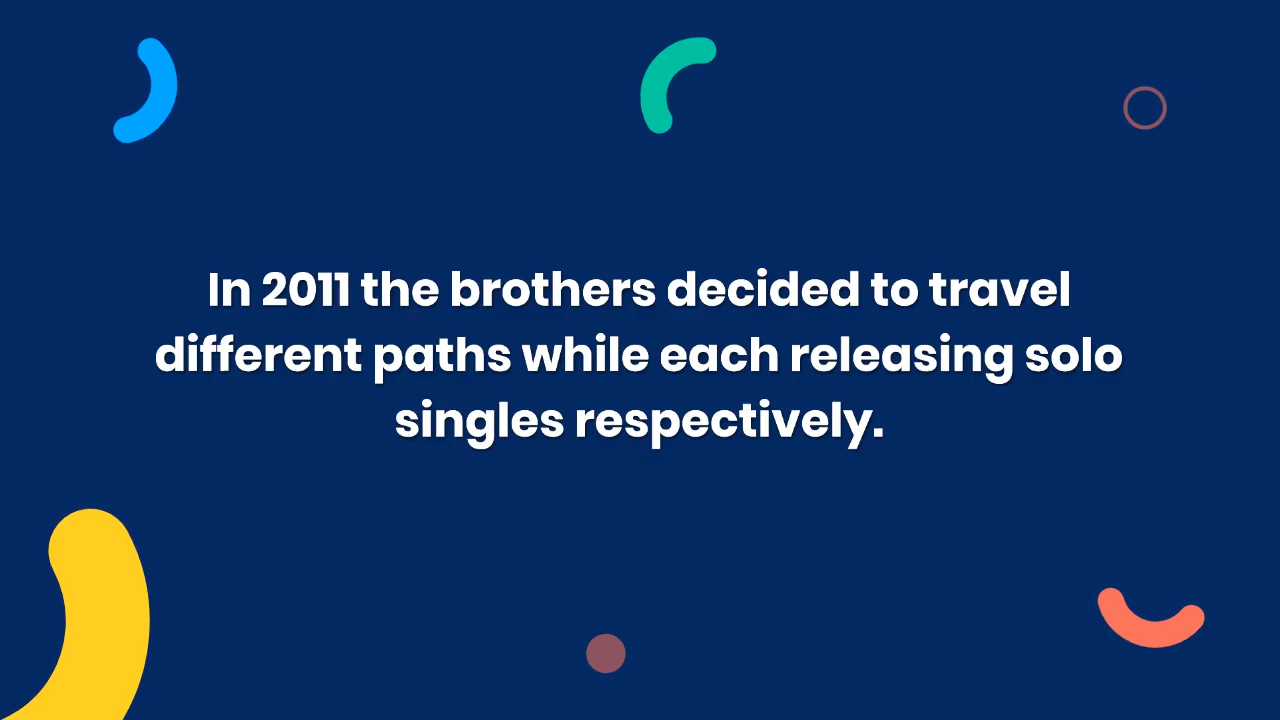 In 2011 the brothers decided to travel
different paths while each releasing solo
singles respectively.